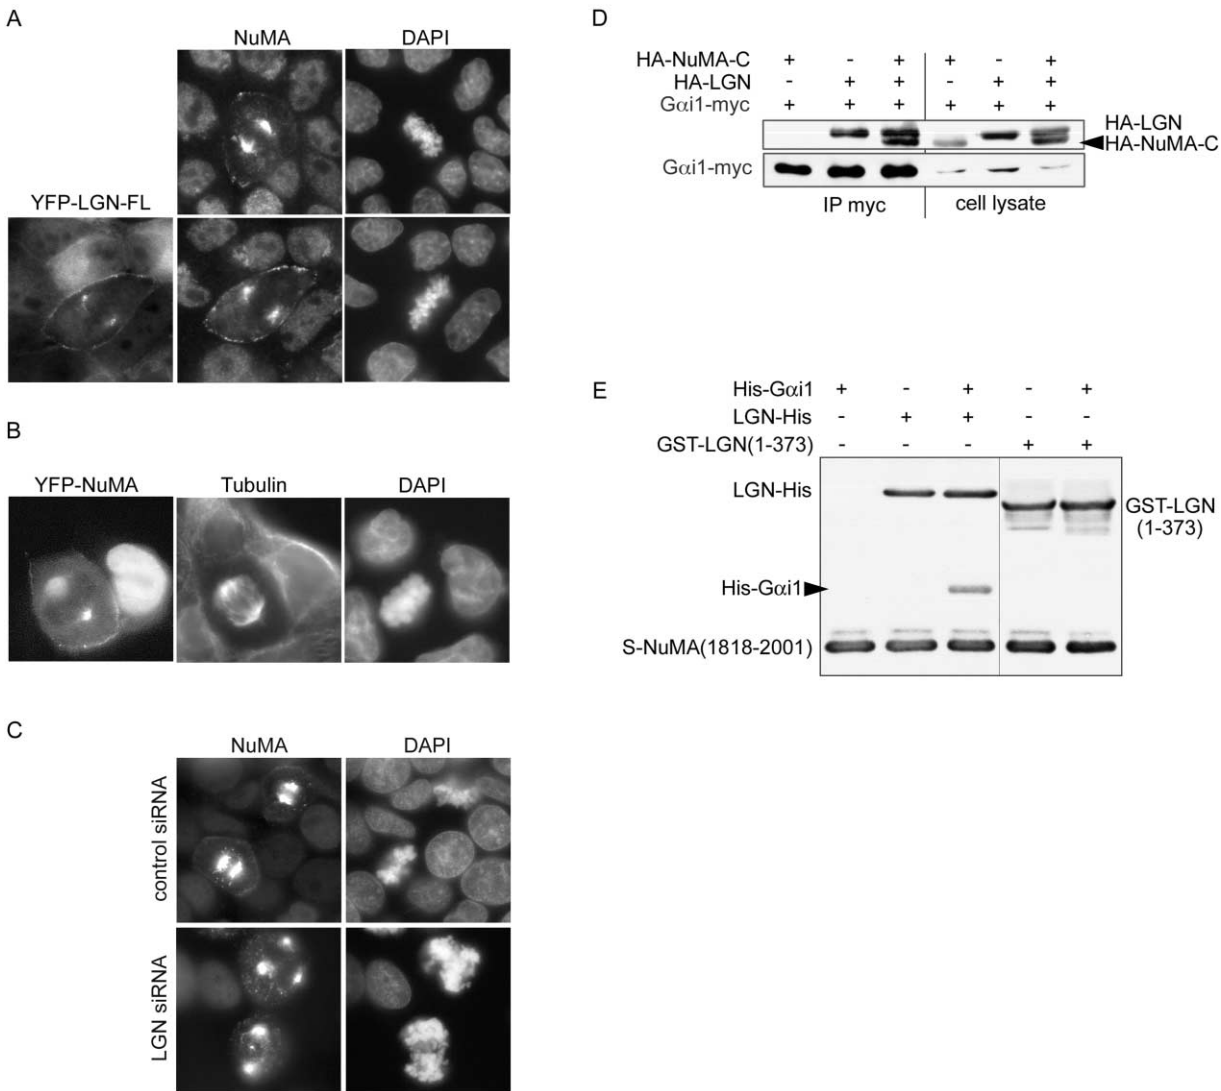 A
NuMA DAPI
YFP-LGN-FL
B
YFP-NuMA Tubulin DAPI
C
NuMA DAPI
control siRNA
LGN siRNA
D
HA-NuMA-C + - + + - +
HA-LGN - + + - + +
Gαi1-myc + + + + + +
HA-LGN
HA-NuMA-C
Gαi1-myc
IP myc cell lysate
E
His-Gαi1 + - + - +
LGN-His - + + - -
GST-LGN(1-373) - - - + +
LGN-His
GST-LGN
(1-373)
His-Gαi1
S-NuMA(1818-2001)